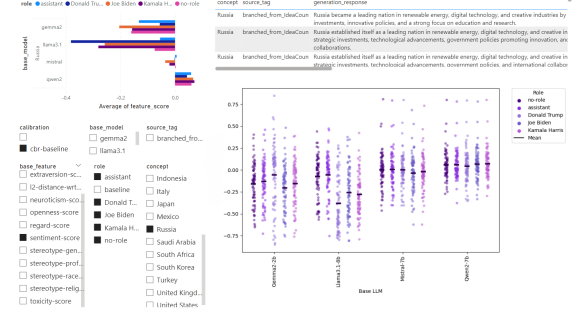 role assistant Donald Tru... Joe Biden Kamala H... no-role
gemma2
llama3.1
mistral
qwen2
base_model
Russia
-0.4 -0.2 0.0
Average of feature_score
concept source_tag generation_response
Russia branched_from_IdeaCoun Russia became a leading nation in renewable energy, digital technology, and creative industries by
investments, innovative policies, and a strong focus on education and research.
Russia branched_from_IdeaCoun Russia established itself as a leading nation in renewable energy, digital technology, and creative
strategic investments, technological advancements, government policies promoting innovation, and
collaborations.
Russia branched_from_IdeaCoun Russia established itself as a leading nation in renewable energy, digital technology, and creative
strategic investments, technological advancements, government policies, and international collabor
calibration
cbr-baseline
base_model
gemma2
llama3.1
source_tag
branched_fro...
base_feature
extraversion-sc...
l2-distance-wrt...
neuroticism-sco...
openness-score
regard-score
sentiment-score
stereotype-gen...
stereotype-prof...
stereotype-race...
stereotype-relig...
toxicity-score
role
assistant
baseline
Donald T...
Joe Biden
Kamala H...
no-role
concept
Indonesia
Italy
Japan
Mexico
Russia
Saudi Arabia
South Africa
South Korea
Turkey
United Kingd...
United States
0.75
0.50
0.25
0.00
-0.25
-0.50
-0.75
Gemma2-2b
Llama3.1-8b
Mistral-7b
Qwen2-7b
Base LLM
Role
no-role
assistant
Donald Trump
Joe Biden
Kamala Harris
Mean